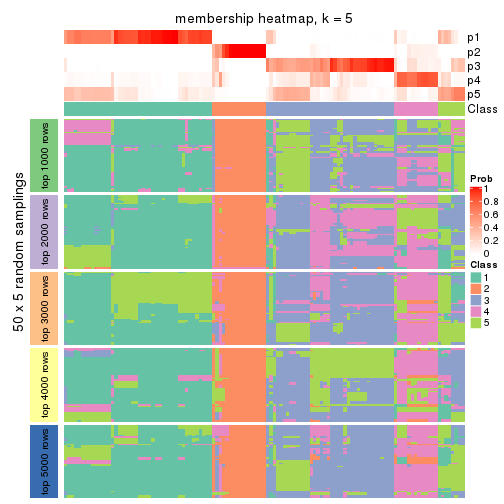 membership heatmap, k = 5
p1
p2
p3
p4
p5
Class
50 x 5 random samplings
top 1000 rows
top 2000 rows
top 3000 rows
top 4000 rows
top 5000 rows
Prob
1
0.8
0.6
0.4
0.2
0
Class
1
2
3
4
5